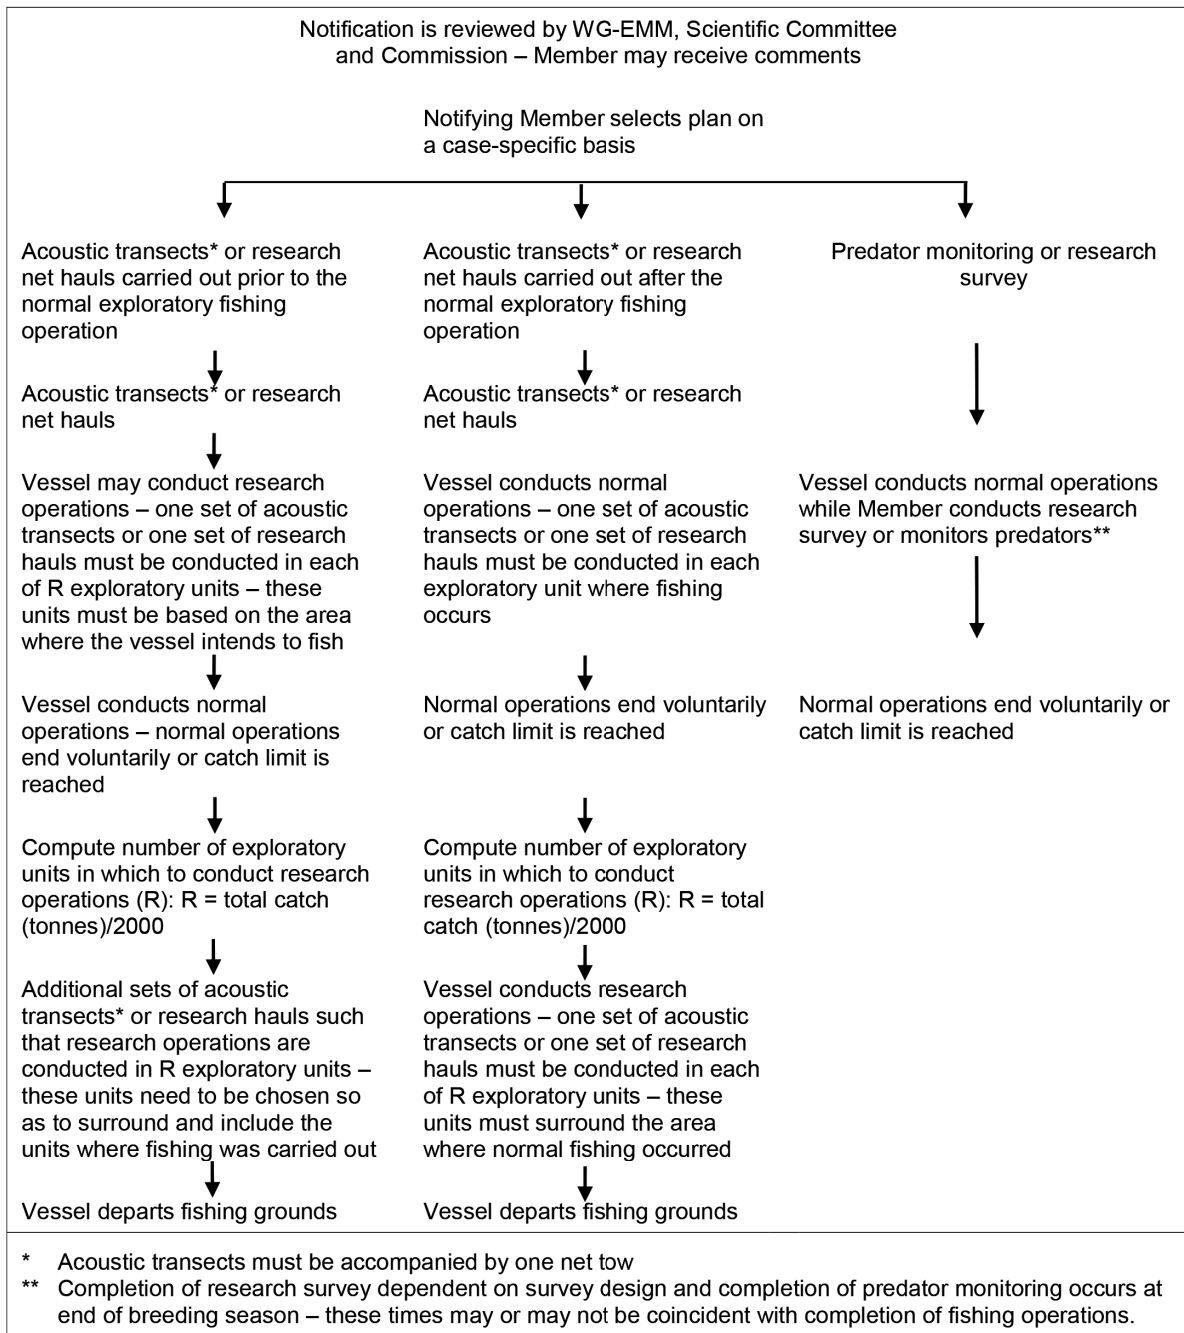 Notification is reviewed by WG-EMM, Scientific Committee
and Commission – Member may receive comments
Notifying Member selects plan on
a case-specific basis
Acoustic transects* or research
net hauls carried out prior to the
normal exploratory fishing
operation
Acoustic transects* or research
net hauls
Vessel may conduct research
operations – one set of acoustic
transects or one set of research
hauls must be conducted in each
of R exploratory units – these
units must be based on the area
where the vessel intends to fish
Vessel conducts normal
operations – normal operations
end voluntarily or catch limit is
reached
Compute number of exploratory
units in which to conduct research
operations (R): R = total catch
(tonnes)/2000
Additional sets of acoustic
transects* or research hauls such
that research operations are
conducted in R exploratory units –
these units need to be chosen so
as to surround and include the
units where fishing was carried out
Vessel departs fishing grounds
Acoustic transects* or research
net hauls carried out after the
normal exploratory fishing
operation
Acoustic transects* or research
net hauls
Vessel conducts normal
operations – one set of acoustic
transects or one set of research
hauls must be conducted in each
exploratory unit where fishing
occurs
Normal operations end voluntarily
or catch limit is reached
Compute number of exploratory
units in which to conduct
research operations (R): R = total
catch (tonnes)/2000
Vessel conducts research
operations – one set of acoustic
transects or one set of research
hauls must be conducted in each
of R exploratory units – these
units must surround the area
where normal fishing occurred
Vessel departs fishing grounds
Predator monitoring or research
survey
Vessel conducts normal operations
while Member conducts research
survey or monitors predators**
Normal operations end voluntarily or
catch limit is reached
* Acoustic transects must be accompanied by one net tow
** Completion of research survey dependent on survey design and completion of predator monitoring occurs at
end of breeding season – these times may or may not be coincident with completion of fishing operations.